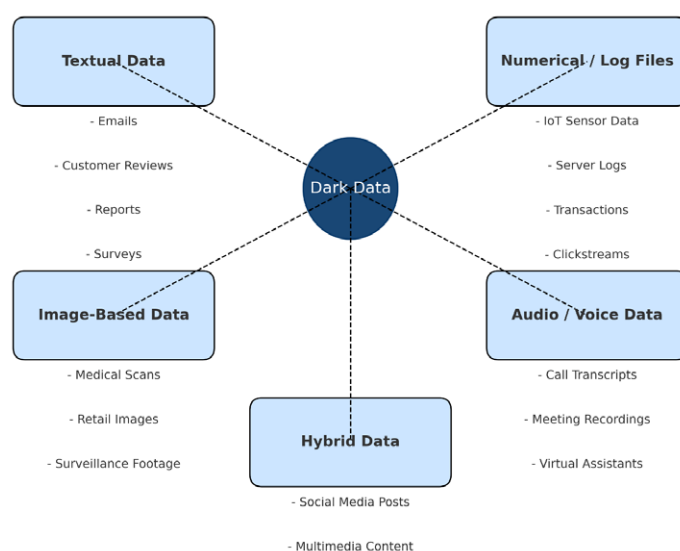 Textual Data
- Emails
- Customer Reviews
- Reports
- Surveys
Numerical / Log Files
- IoT Sensor Data
- Server Logs
- Transactions
- Clickstreams
Dark Data
Image-Based Data
- Medical Scans
- Retail Images
- Surveillance Footage
Audio / Voice Data
- Call Transcripts
- Meeting Recordings
- Virtual Assistants
Hybrid Data
- Social Media Posts
- Multimedia Content